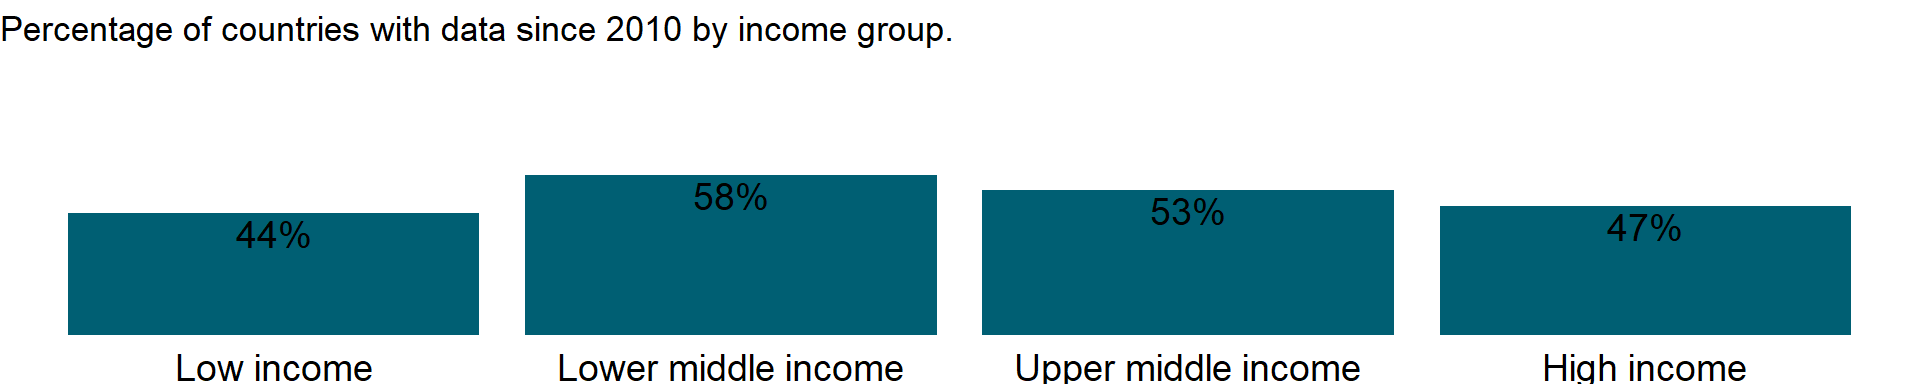 Percentage of countries with data since 2010 by income group.
44%
58%
53%
47%
Low income
Lower middle income
Upper middle income
High income